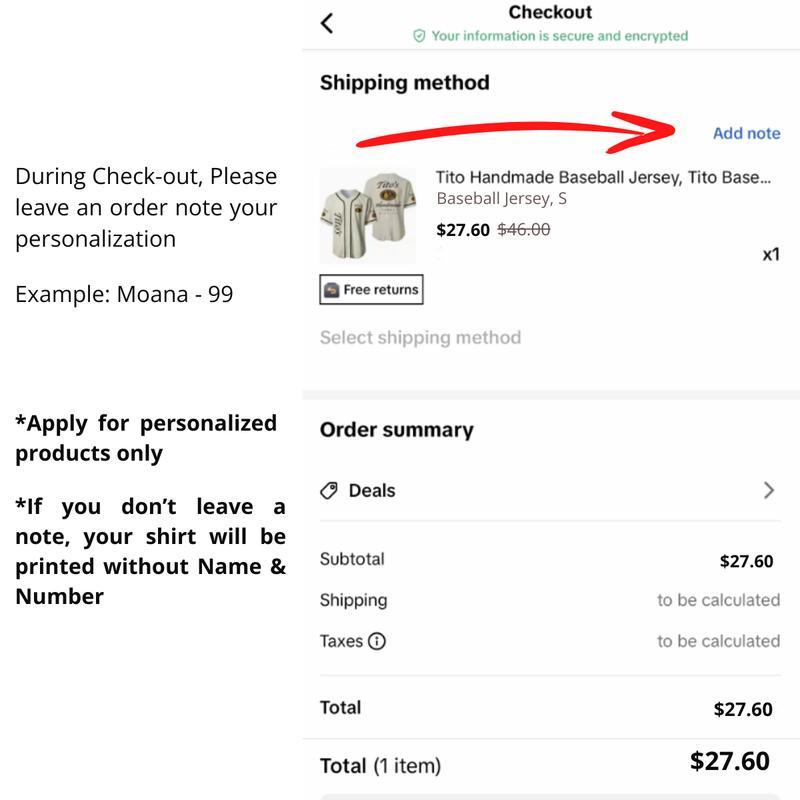 During Check-out, Please
leave an order note your
personalization
Example: Moana - 99
*Apply for personalized
products only
*If you don’t leave a
note, your shirt will be
printed without Name &
Number
Checkout
Your information is secure and encrypted
Shipping method
Add note
Tito's
Tito's
Handmade
Tito Handmade Baseball Jersey, Tito Base...
Baseball Jersey, S
$27.60 $46.00
x1
Free returns
Select shipping method
Order summary
Deals
Subtotal $27.60
Shipping to be calculated
Taxes to be calculated
Total $27.60
Total (1 item) $27.60